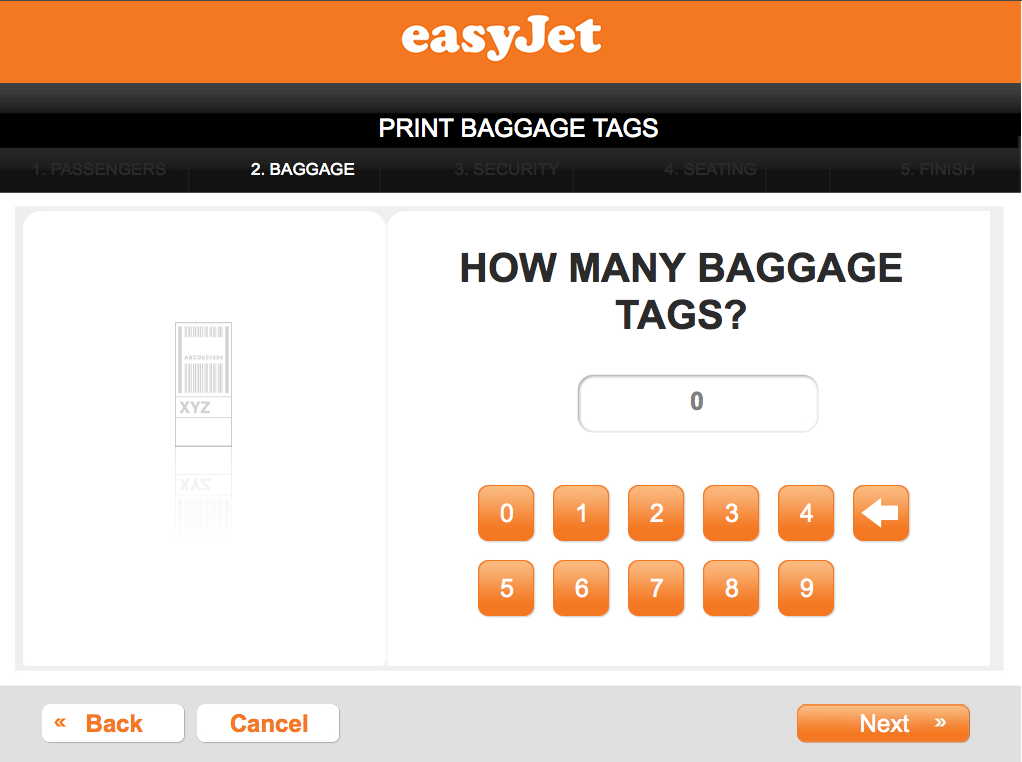 easyJet
PRINT BAGGAGE TAGS
1. PASSENGERS 2. BAGGAGE 3. SECURITY 4. SEATING 5. FINISH
HOW MANY BAGGAGE
TAGS?
0
ABCDE01234
XYZ
0 1 2 3 4
5 6 7 8 9
« Back Cancel Next »